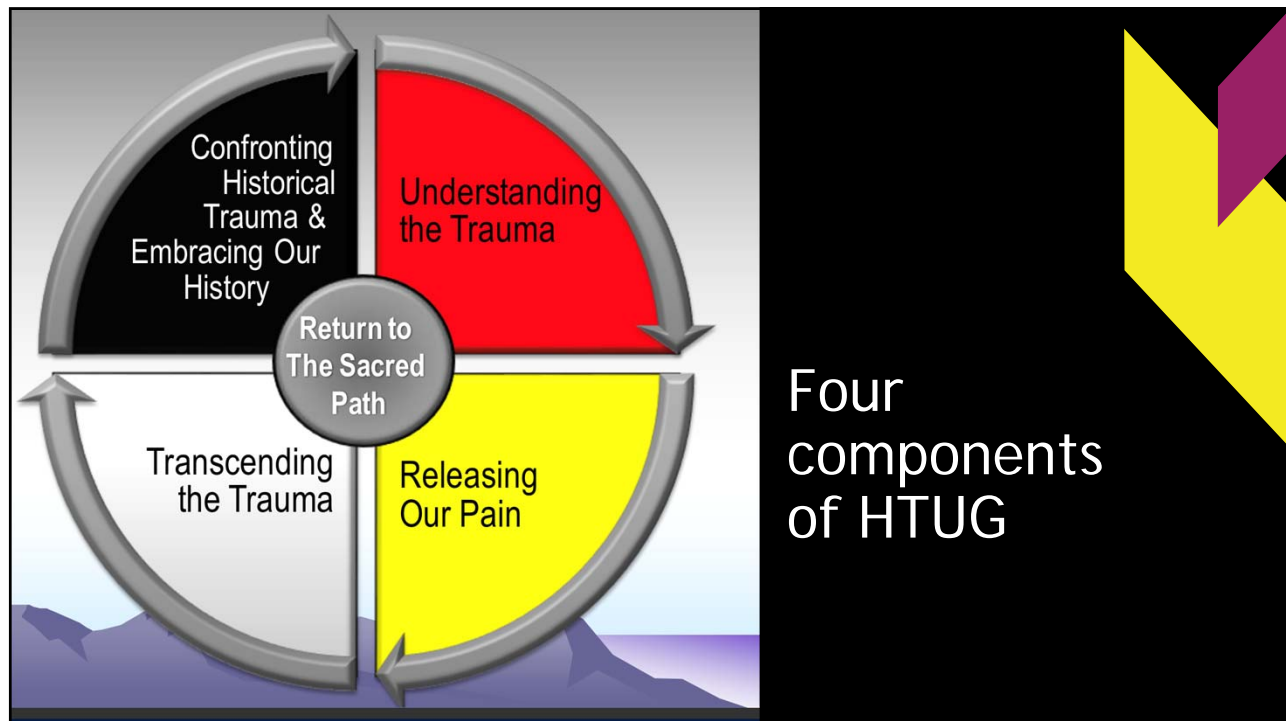 Confronting
Historical
Trauma &
Embracing Our
History
Understanding
the Trauma
Return to
The Sacred
Path
Transcending
the Trauma
Releasing
Our Pain
Four
components
of HTUG